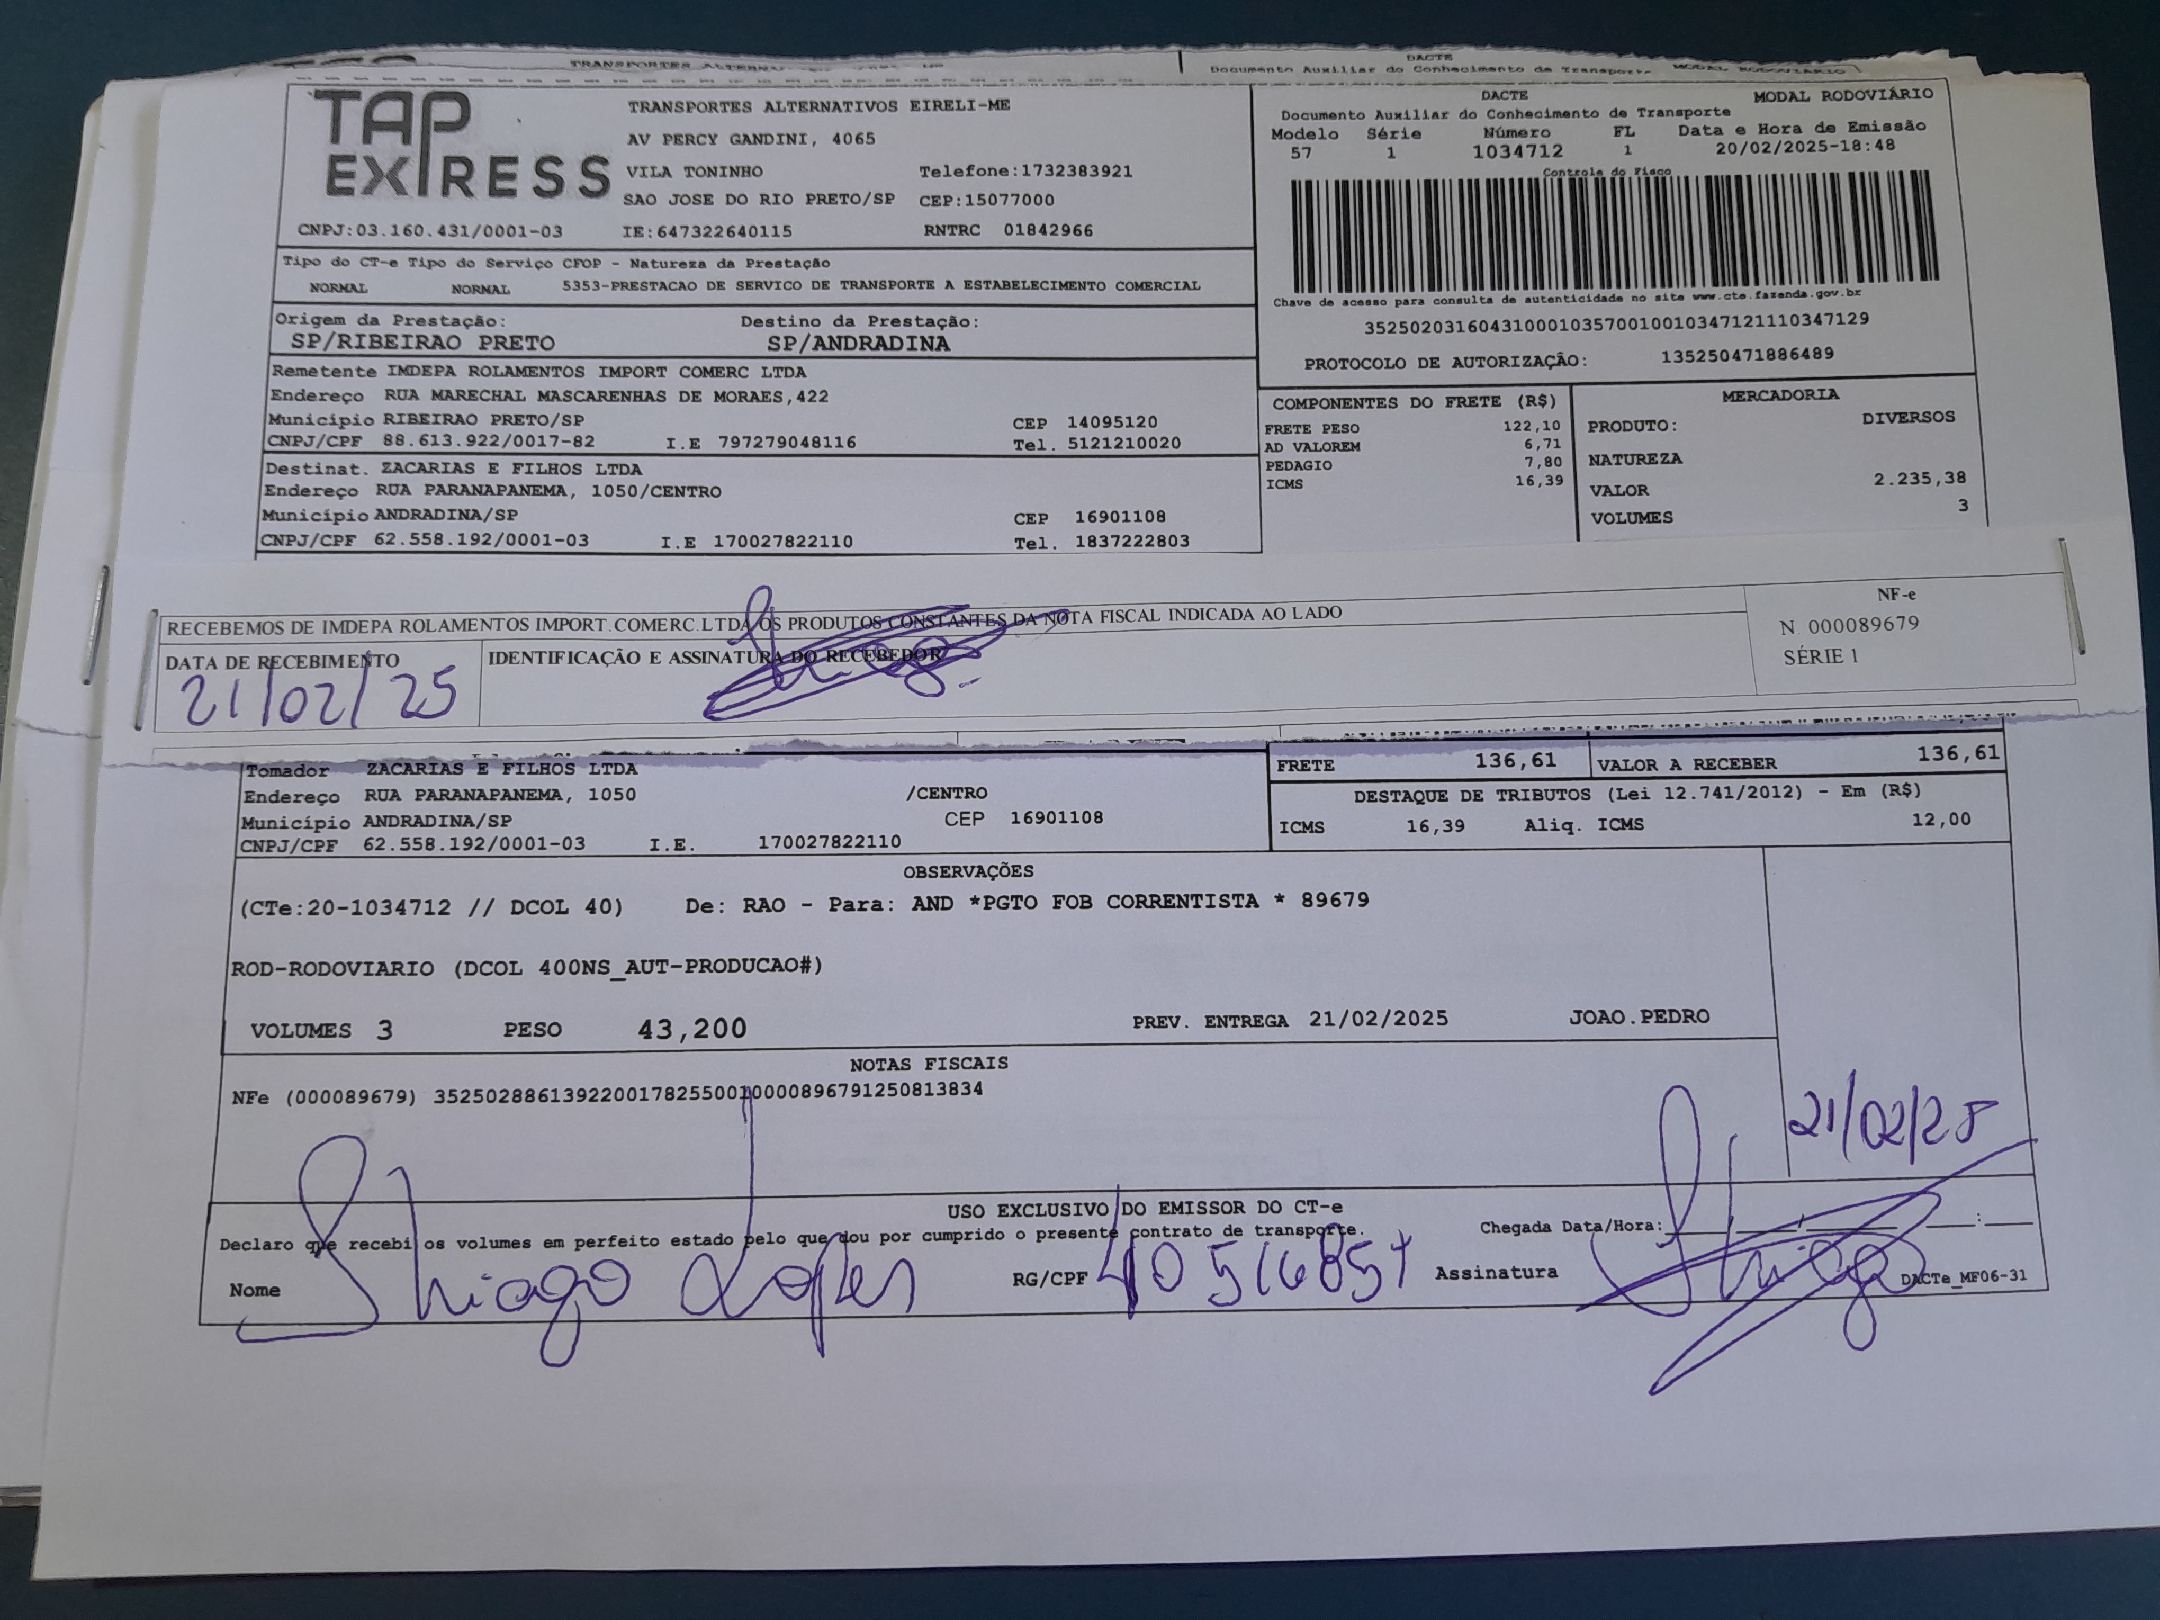 TRANSPORTES
DACTE
Documento Auxiliar do Conhecimento de Transporte MODAL RODOVIARIO
TAP EXPRESS
TRANSPORTES ALTERNATIVOS EIRELI-ME
AV PERCY GANDINI, 4065
VILA TONINHO Telefone:1732383921
SAO JOSE DO RIO PRETO/SP CEP:15077000
CNPJ:03.160.431/0001-03 IE:647322640115 RNTRC 01842966
DACTE MODAL RODOVIÁRIO
Documento Auxiliar do Conhecimento de Transporte
Modelo Série Número FL Data e Hora de Emissão
57 1 1034712 1 20/02/2025-18:48
Controle do Fisco
Chave de acesso para consulta de autenticidade no site www.cte.fazenda.gov.br
35250203160431000103570010010347121110347129
PROTOCOLO DE AUTORIZAÇÃO: 135250471886489
Tipo do CT-e Tipo do Serviço CFOP - Natureza da Prestação
NORMAL NORMAL 5353-PRESTACAO DE SERVICO DE TRANSPORTE A ESTABELECIMENTO COMERCIAL
Origem da Prestação: Destino da Prestação:
SP/RIBEIRAO PRETO SP/ANDRADINA
Remetente IMDEPA ROLAMENTOS IMPORT COMERC LTDA
Endereço RUA MARECHAL MASCARENHAS DE MORAES,422
Município RIBEIRAO PRETO/SP CEP 14095120
CNPJ/CPF 88.613.922/0017-82 I.E 797279048116 Tel. 5121210020
Destinat. ZACARIAS E FILHOS LTDA
Endereço RUA PARANAPANEMA, 1050/CENTRO
Município ANDRADINA/SP CEP 16901108
CNPJ/CPF 62.558.192/0001-03 I.E 170027822110 Tel. 1837222803
COMPONENTES DO FRETE (R$)
FRETE PESO 122,10
AD VALOREM 6,71
PEDAGIO 7,80
ICMS 16,39
MERCADORIA
PRODUTO: DIVERSOS
NATUREZA
VALOR 2.235,38
VOLUMES 3
RECEBEMOS DE IMDEPA ROLAMENTOS IMPORT.COMERC.LTDA OS PRODUTOS CONSTANTES DA NOTA FISCAL INDICADA AO LADO
DATA DE RECEBIMENTO IDENTIFICAÇÃO E ASSINATURA DO RECEBEDOR
21/02/25
NF-e
N 000089679
SÉRIE 1
Tomador ZACARIAS E FILHOS LTDA
Endereço RUA PARANAPANEMA, 1050 /CENTRO
Município ANDRADINA/SP CEP 16901108
CNPJ/CPF 62.558.192/0001-03 I.E. 170027822110
FRETE 136,61 VALOR A RECEBER 136,61
DESTAQUE DE TRIBUTOS (Lei 12.741/2012) - Em (R$)
ICMS 16,39 Aliq. ICMS 12,00
OBSERVAÇÕES
(CTe:20-1034712 // DCOL 40) De: RAO - Para: AND *PGTO FOB CORRENTISTA * 89679
ROD-RODOVIARIO (DCOL 400NS_AUT-PRODUCAO#)
VOLUMES 3 PESO 43,200 PREV. ENTREGA 21/02/2025 JOAO.PEDRO
NOTAS FISCAIS
NFe (000089679) 35250288613922001782550010000896791250813834
21/02/25
USO EXCLUSIVO DO EMISSOR DO CT-e
Declaro que recebi os volumes em perfeito estado pelo que dou por cumprido o presente contrato de transporte. Chegada Data/Hora:
Nome Thiago Lopes RG/CPF Assinatura Thiago DACTe_MF06-31